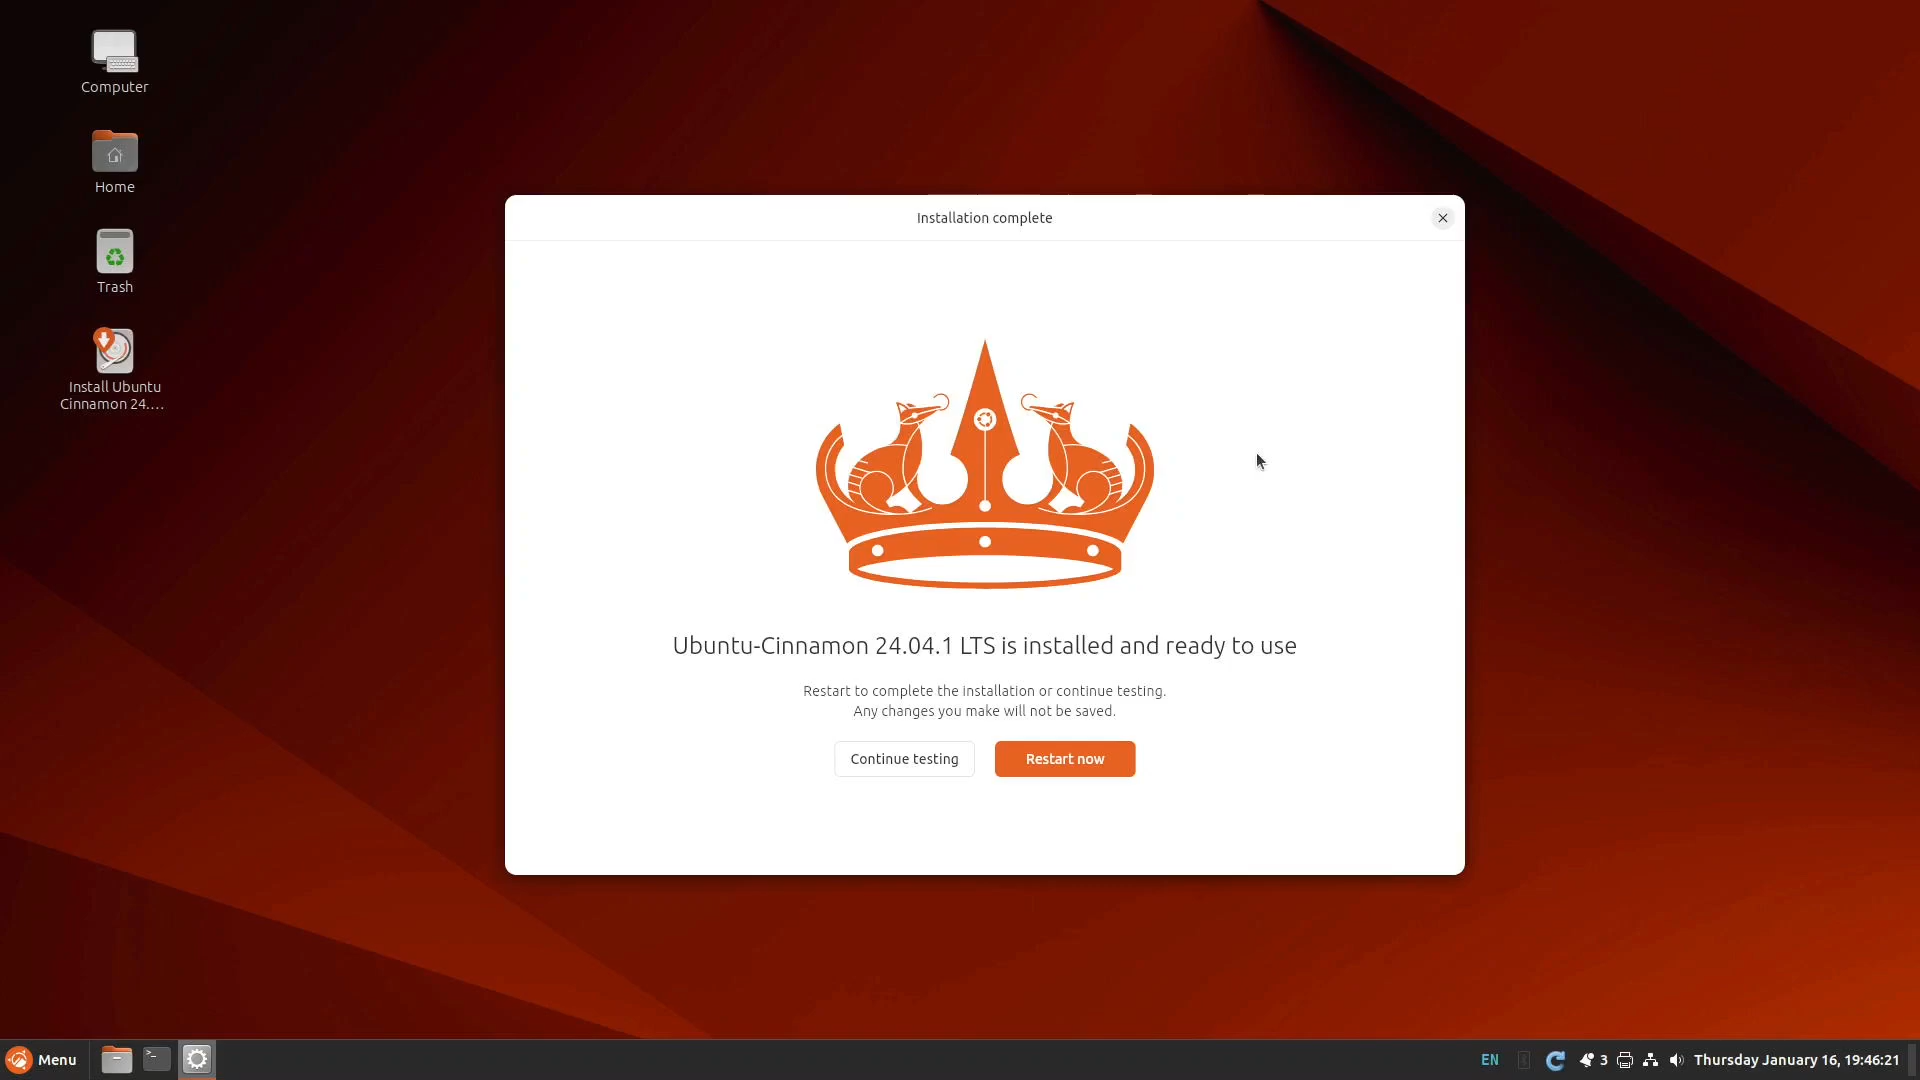 Computer
Home
Trash
Install Ubuntu
Cinnamon 24....
Installation complete
Ubuntu-Cinnamon 24.04.1 LTS is installed and ready to use
Restart to complete the installation or continue testing.
Any changes you make will not be saved.
Continue testing
Restart now
Menu
EN
3
Thursday January 16, 19:46:21